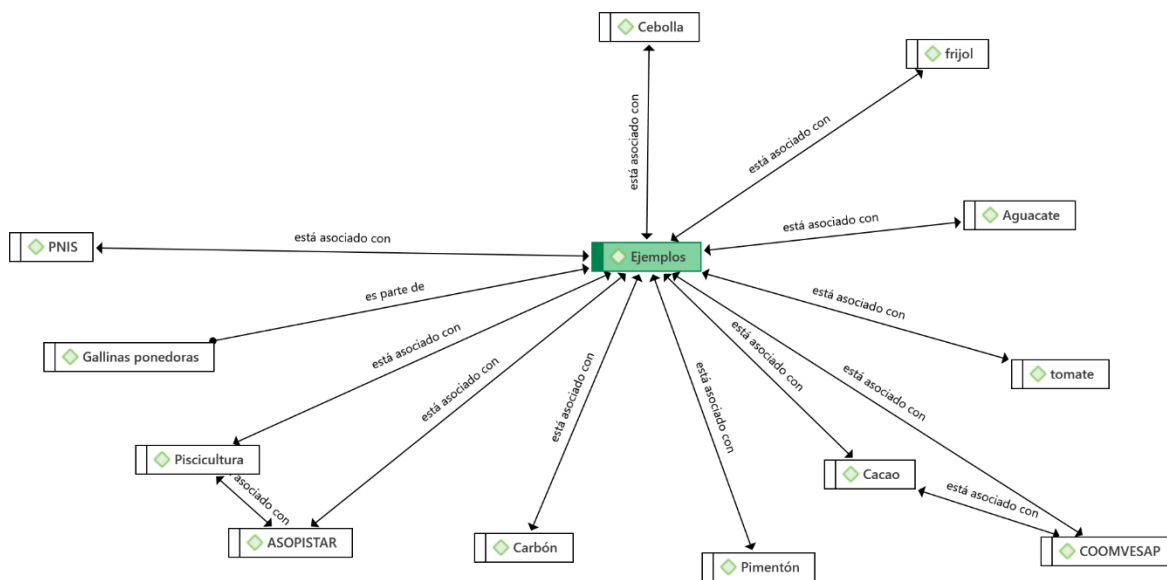 Cebolla
frijol
está asociado con
está asociado con
Aguacate
está asociado con
PNIS
está asociado con
Ejemplos
es parte de
está asociado con
Gallinas ponedoras
está asociado con
está asociado con
está asociado con
está asociado con
está asociado con
está asociado con
tomate
Piscicultura
asociado con
Cacao
está asociado con
ASOPISTAR
Carbón
Pimentón
COOMVESAP